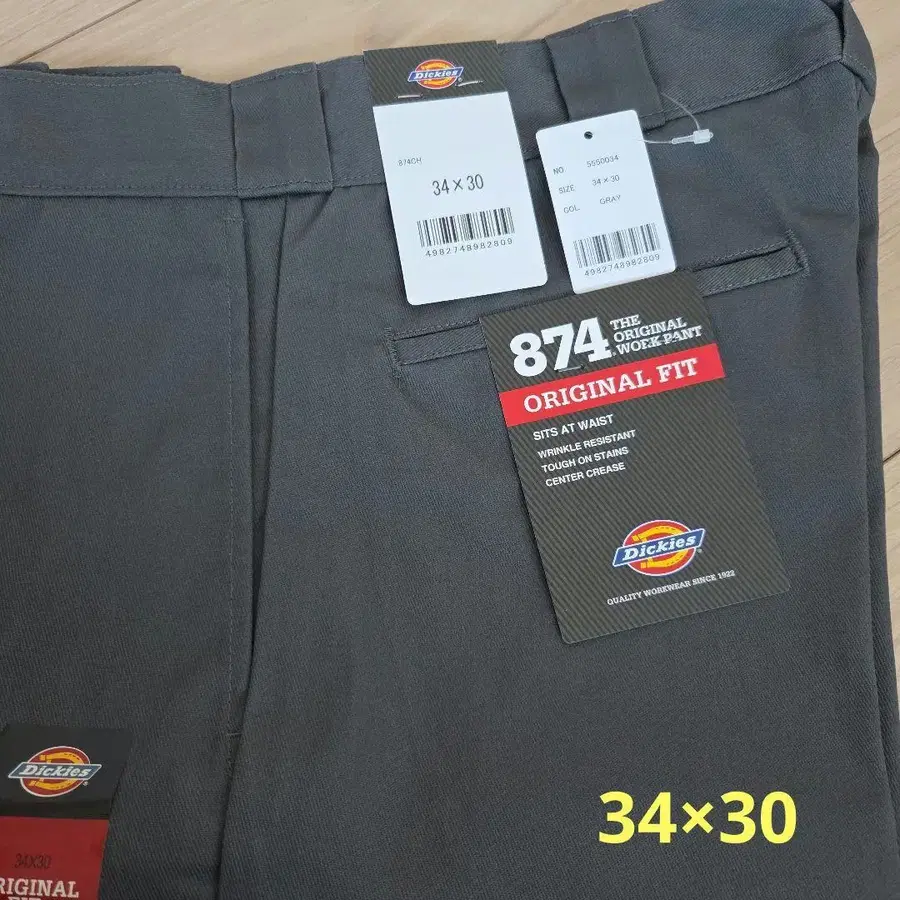 Dickies
874CH
34×30
4982748982809
NO. 5550034
SIZE 34×30
COL. GRAY
4982748982809
874 THE
ORIGINAL
WORK PANT
ORIGINAL FIT
SITS AT WAIST
WRINKLE RESISTANT
TOUGH ON STAINS
CENTER CREASE
Dickies
QUALITY WORKWEAR SINCE 1922
Dickies
34X30
RIGINAL
FIT
34×30